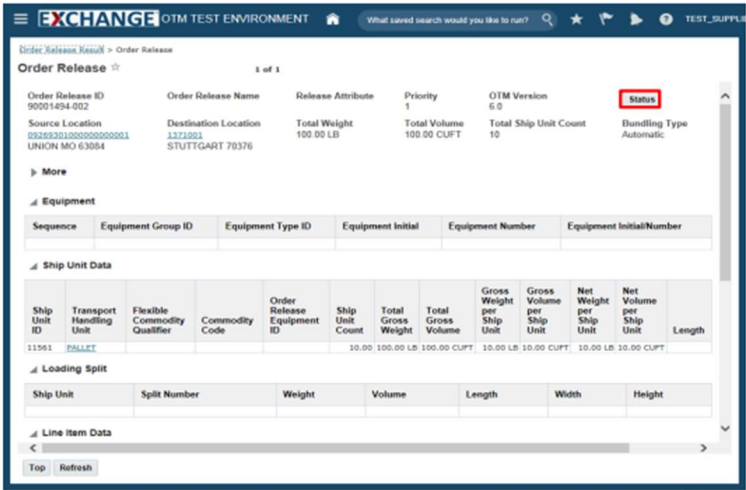 EXCHANGE OTM TEST ENVIRONMENT What saved search would you like to run? TEST_SUPPLIE
Order Release Result > Order Release
Order Release 1 of 1
Order Release ID Order Release Name Release Attribute Priority OTM Version Status
90001494-002 1 6.0
Source Location Destination Location Total Weight Total Volume Total Ship Unit Count Bundling Type
09269301000000000001 1371001 100.00 LB 100.00 CUFT 10 Automatic
UNION MO 63084 STUTTGART 70376
More
Equipment
Sequence Equipment Group ID Equipment Type ID Equipment Initial Equipment Number Equipment Initial/Number
Ship Unit Data
Ship Unit ID Transport Handling Unit Flexible Commodity Qualifier Commodity Code Order Release Equipment ID Ship Unit Count Total Gross Weight Total Gross Volume Gross Weight per Ship Unit Gross Volume per Ship Unit Net Weight per Ship Unit Net Volume per Ship Unit Length
11561 PALLET 10.00 100.00 LB 100.00 CUFT 10.00 LB 10.00 CUFT 10.00 LB 10.00 CUFT
Loading Split
Ship Unit Split Number Weight Volume Length Width Height
Line Item Data
Top Refresh